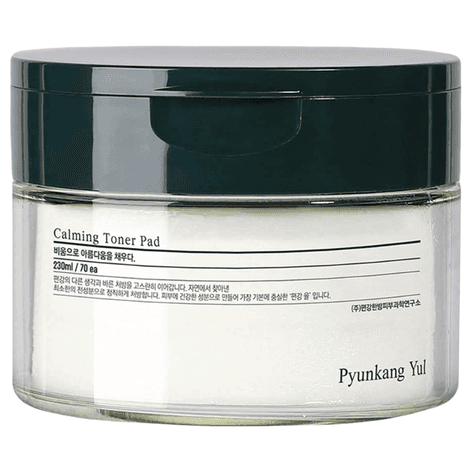 Calming Toner Pad
비움으로 아름다움을 채우다.
230ml / 70 ea
편강의 다른 생각과 바른 처방을 고스란히 이어갑니다. 자연에서 찾아낸
최소한의 천성분으로 정직하게 처방합니다. 피부에 건강한 성분으로 만들어 가장 기본에 충실한 "편강 율" 입니다.
(주)편강한방피부과학연구소
Pyunkang Yul